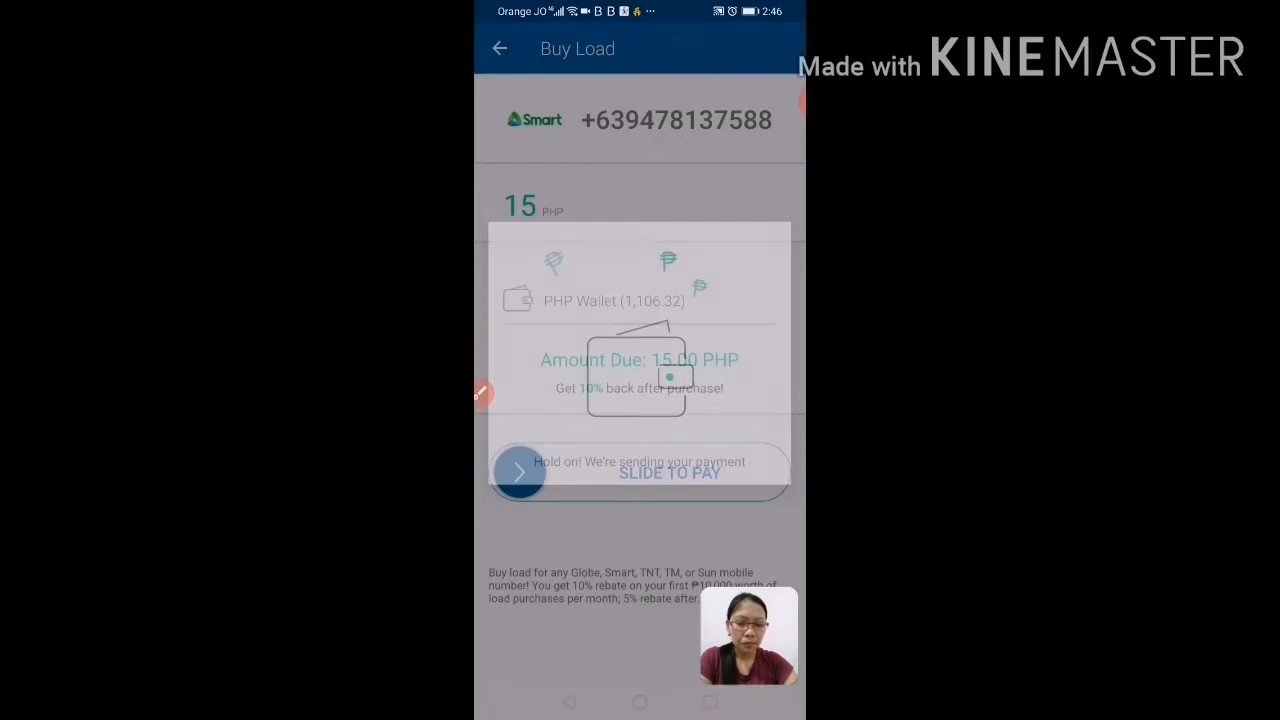 Orange JO 46 B B ... 2:46
Buy Load
Made with KINEMASTER
Smart +639478137588
15 PHP
₱ ₱
₱
PHP Wallet (1,106.32)
Amount Due: 15.00 PHP
Get 10% back after purchase!
Hold on! We're sending your payment
SLIDE TO PAY
Buy load for any Globe, Smart, TNT, TM, or Sun mobile
number! You get 10% rebate on your first ₱10,000 worth of
load purchases per month; 5% rebate after.